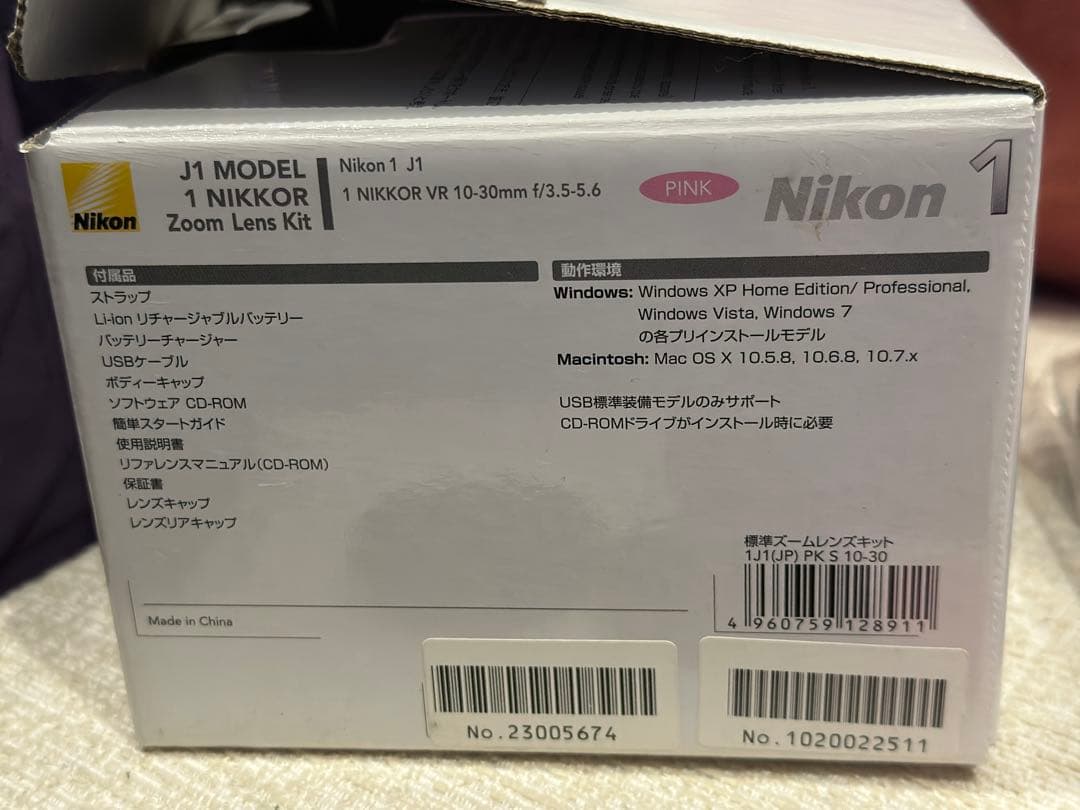 Nikon
J1 MODEL
1 NIKKOR
Zoom Lens Kit
Nikon 1 J1
1 NIKKOR VR 10-30mm f/3.5-5.6
PINK
Nikon 1
付属品
ストラップ
Li-ion リチャージャブルバッテリー
バッテリーチャージャー
USBケーブル
ボディーキャップ
ソフトウェア CD-ROM
簡単スタートガイド
使用説明書
リファレンスマニュアル(CD-ROM)
保証書
レンズキャップ
レンズリアキャップ
動作環境
Windows: Windows XP Home Edition/ Professional,
Windows Vista, Windows 7
の各プリインストールモデル
Macintosh: Mac OS X 10.5.8, 10.6.8, 10.7.x
USB標準装備モデルのみサポート
CD-ROMドライブがインストール時に必要
標準ズームレンズキット
1J1(JP) PK S 10-30
4 960759 128911
Made in China
No.23005674
No.1020022511